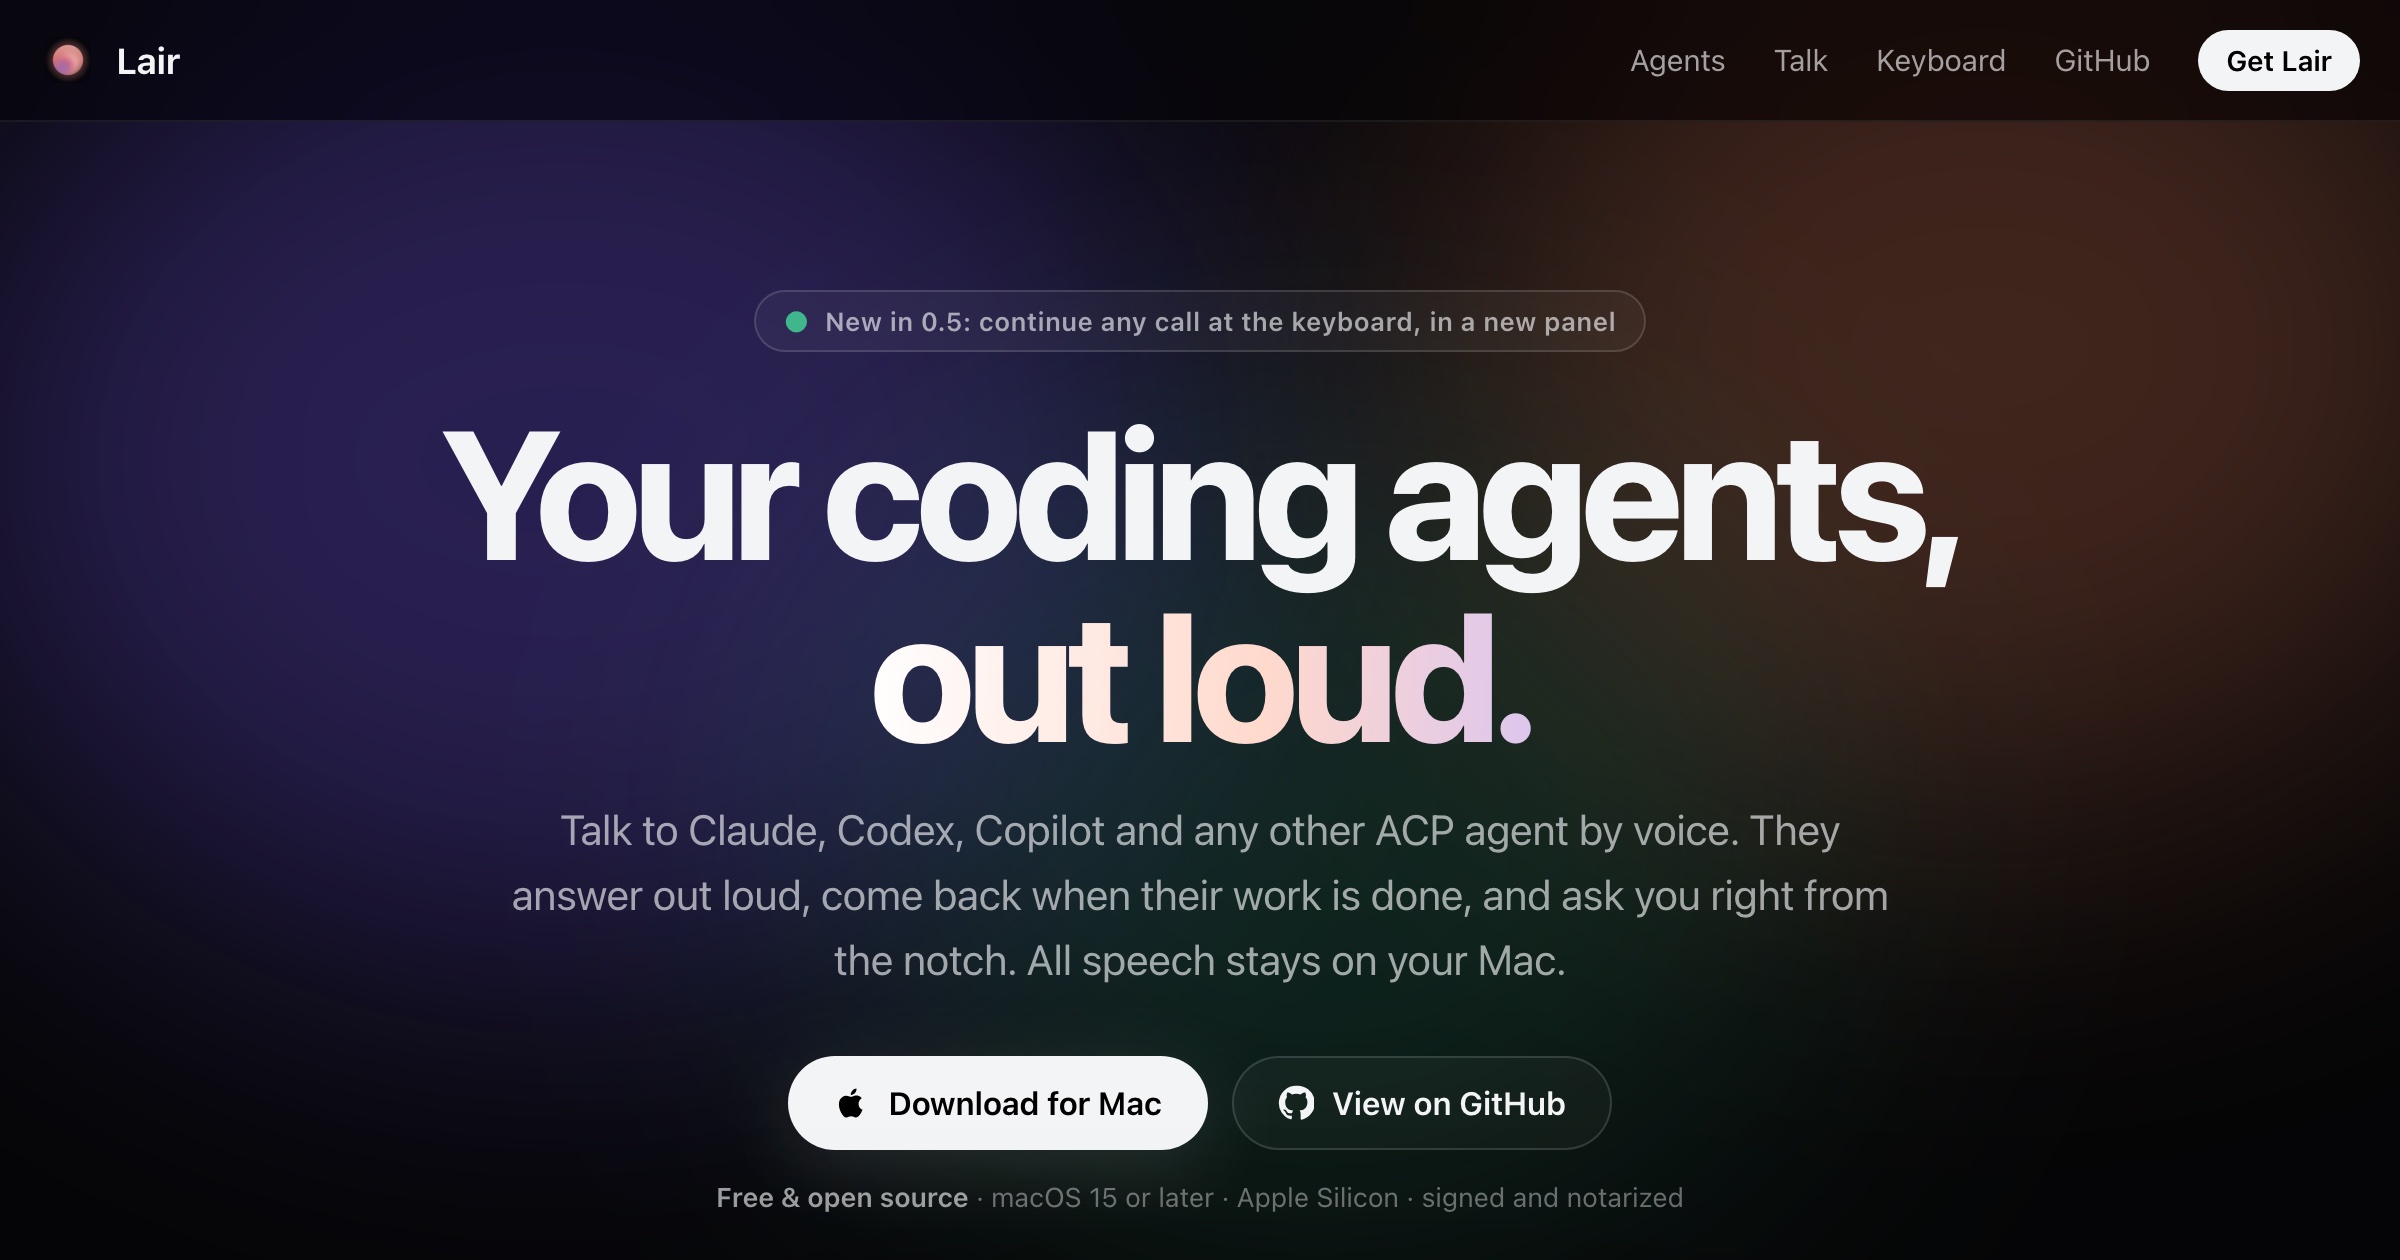 Lair
Agents
Talk
Keyboard
GitHub
Get Lair
New in 0.5: continue any call at the keyboard, in a new panel
Your coding agents,
out loud.
Talk to Claude, Codex, Copilot and any other ACP agent by voice. They
answer out loud, come back when their work is done, and ask you right from
the notch. All speech stays on your Mac.
Download for Mac
View on GitHub
Free & open source · macOS 15 or later · Apple Silicon · signed and notarized